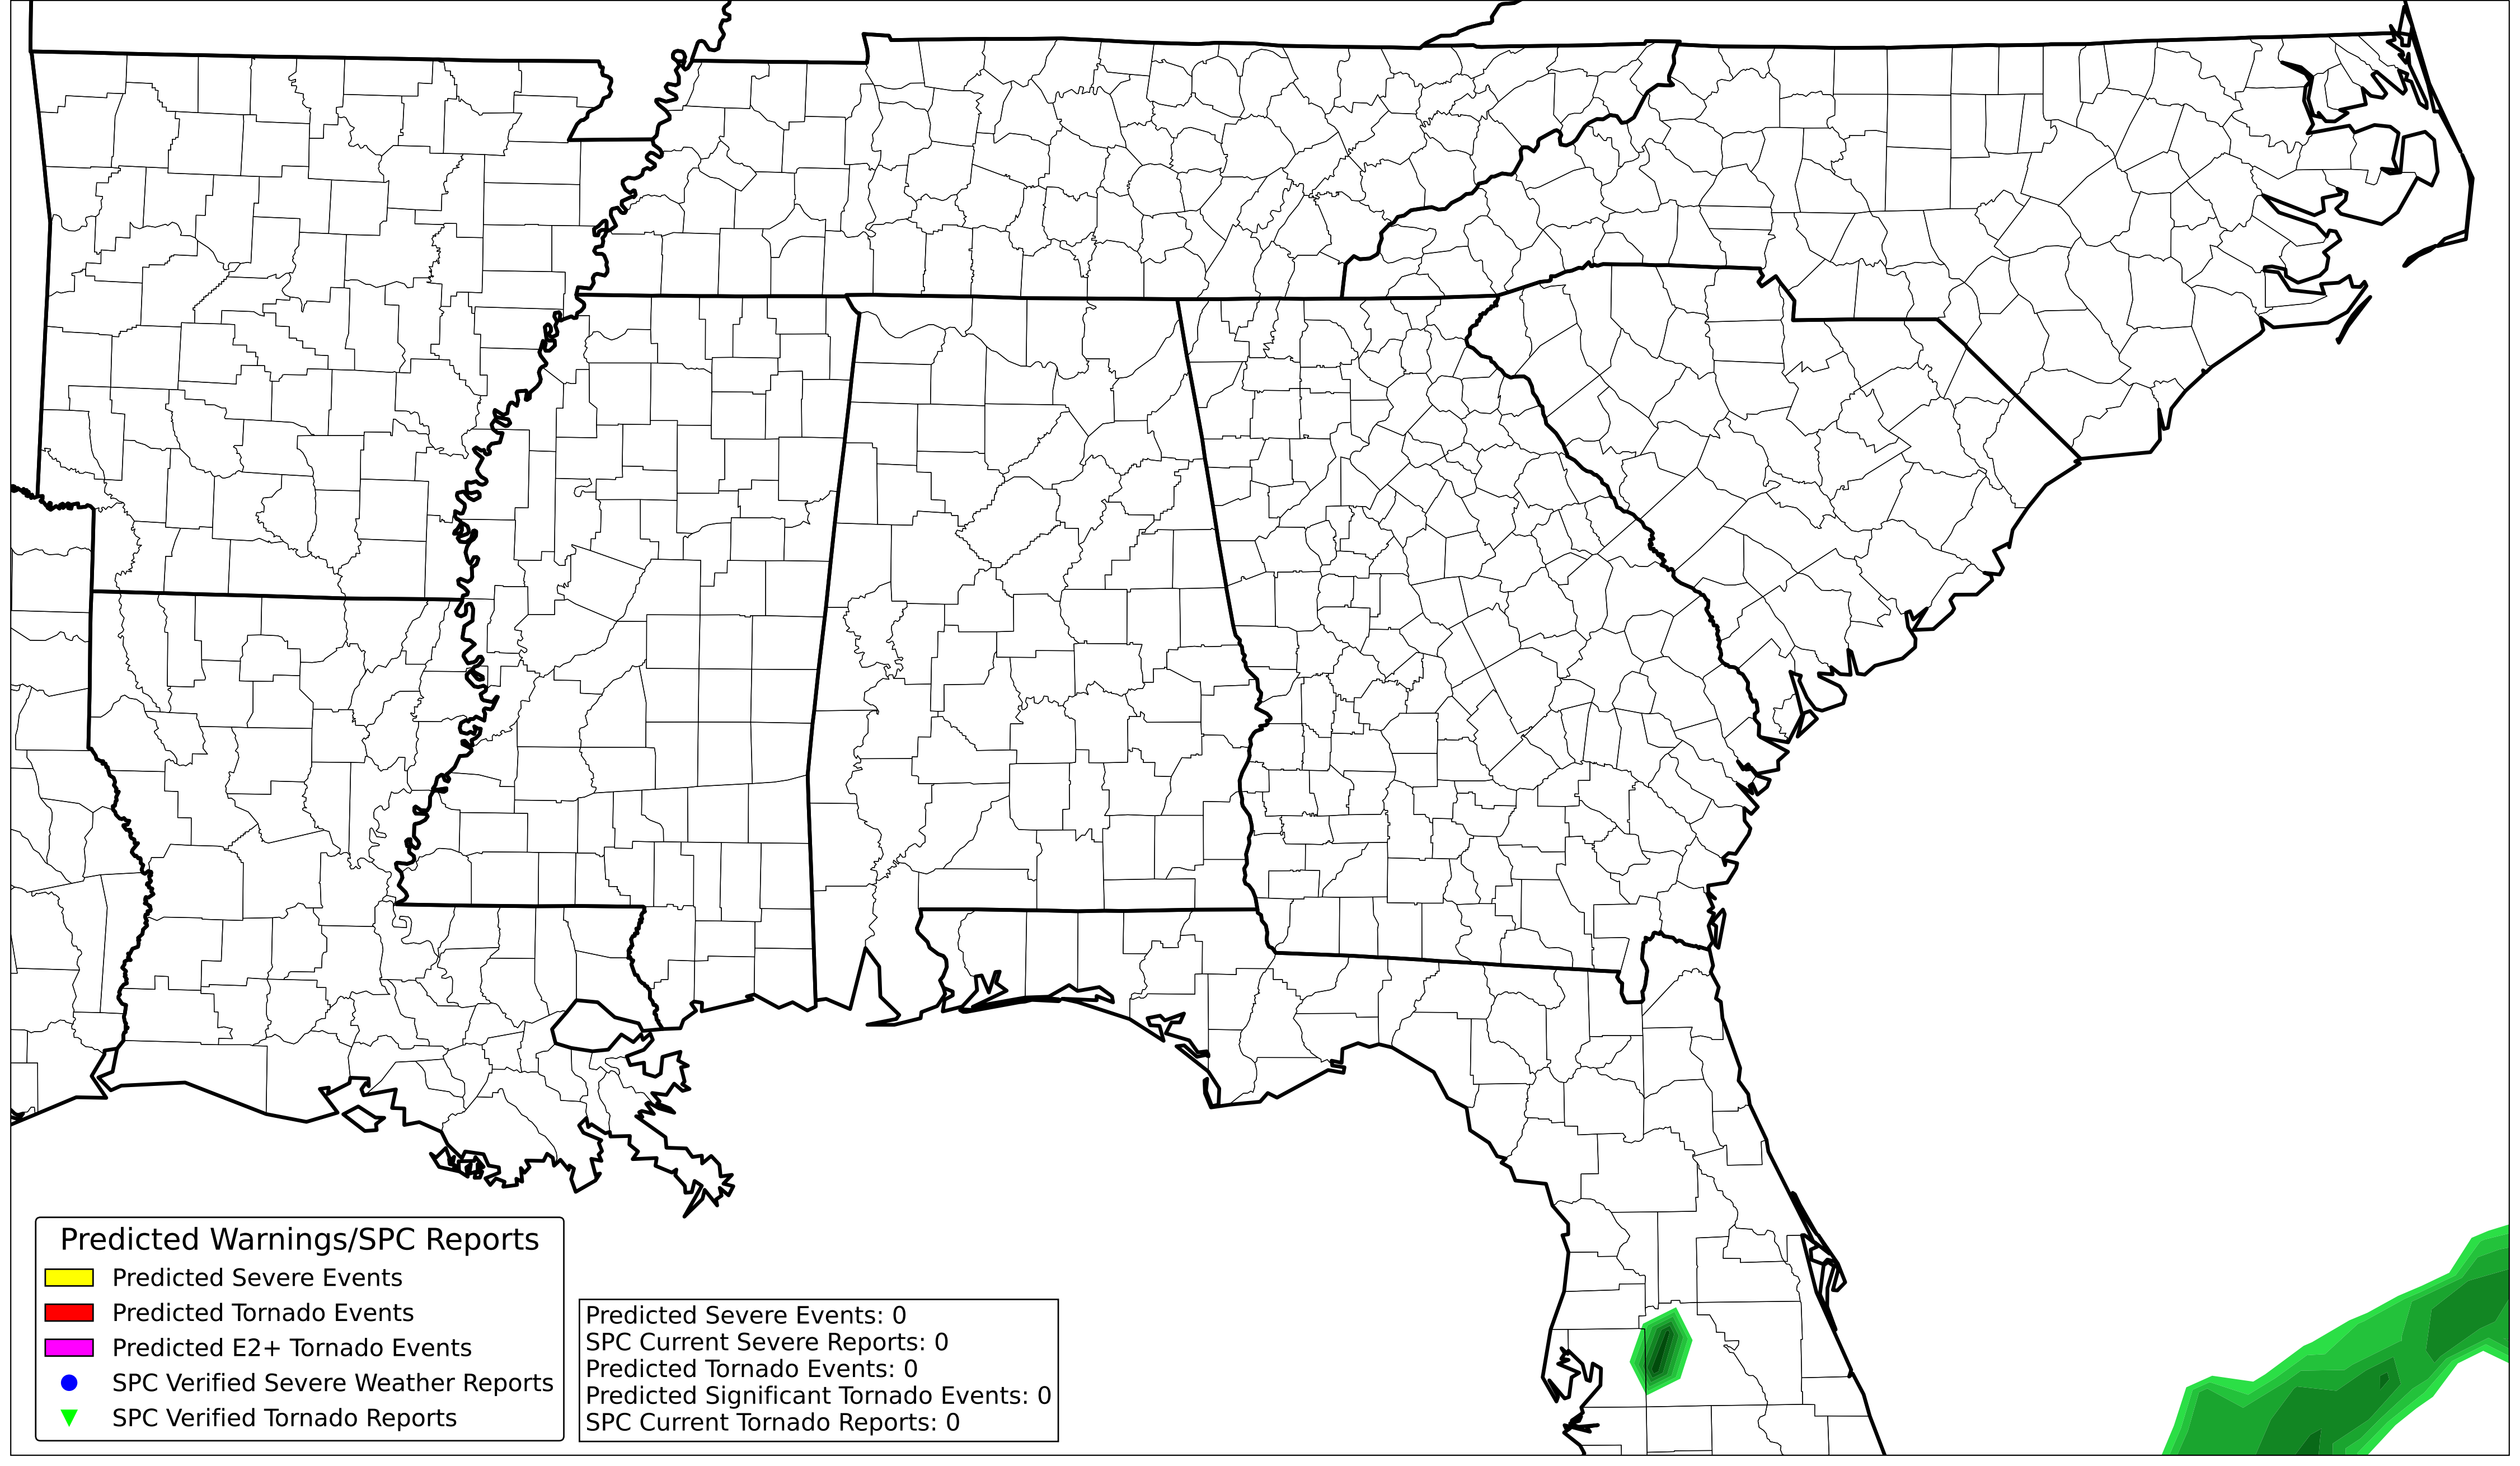 Predicted Warnings/SPC Reports
Predicted Severe Events
Predicted Tornado Events
Predicted E2+ Tornado Events
SPC Verified Severe Weather Reports
SPC Verified Tornado Reports
Predicted Severe Events: 0
SPC Current Severe Reports: 0
Predicted Tornado Events: 0
Predicted Significant Tornado Events: 0
SPC Current Tornado Reports: 0